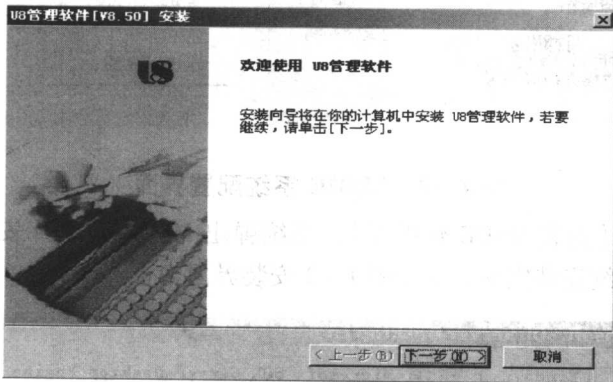 U8管理软件[V8.50] 安装
U8
欢迎使用 U8管理软件
安装向导将在你的计算机中安装 U8管理软件，若要
继续，请单击[下一步]。
< 上一步(B)
下一步(N) >
取消